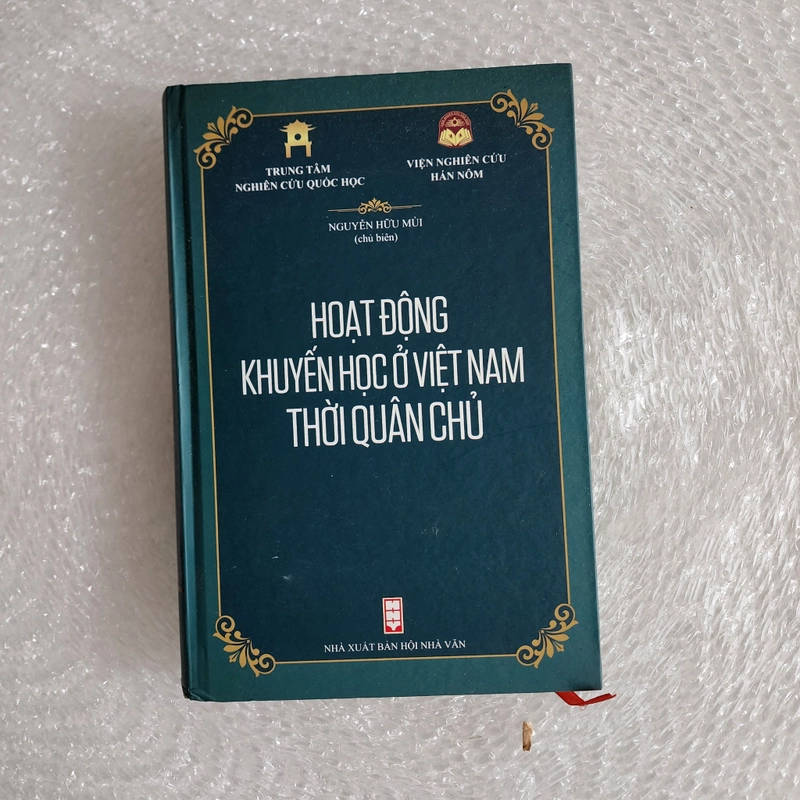 TRUNG TÂM
NGHIÊN CỨU QUỐC HỌC
VIỆN NGHIÊN CỨU
HÁN NÔM
NGUYỄN HỮU MÙI
(chủ biên)
HOẠT ĐỘNG
KHUYẾN HỌC Ở VIỆT NAM
THỜI QUÂN CHỦ
NHÀ XUẤT BẢN HỘI NHÀ VĂN